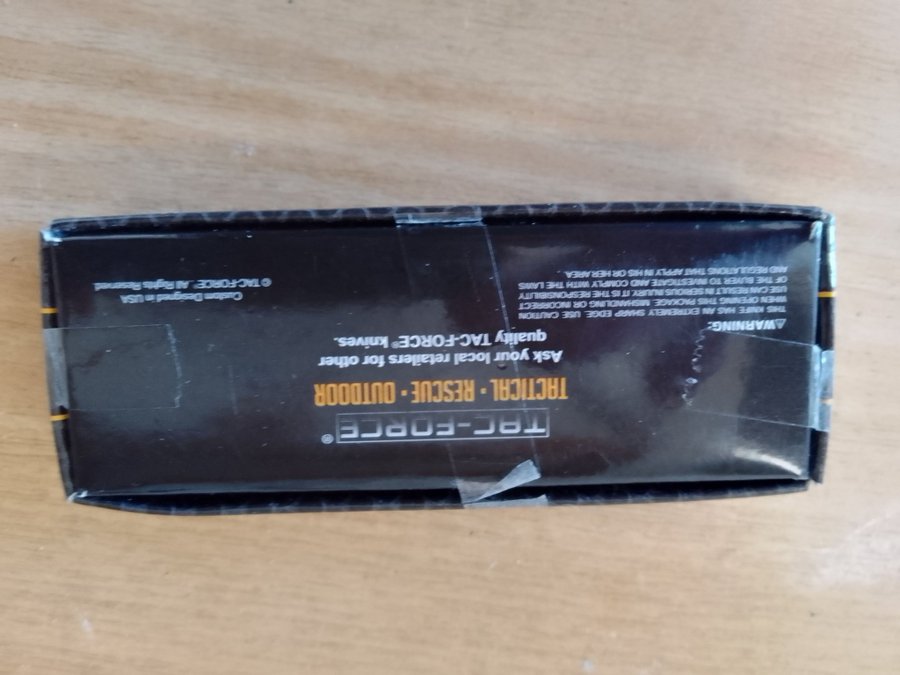 TAC-FORCE®
TACTICAL • RESCUE • OUTDOOR
Ask your local retailers for other
quality TAC-FORCE® knives.
⚠WARNING:
THIS KNIFE HAS AN EXTREMELY SHARP EDGE. USE CAUTION
WHEN OPENING THIS PACKAGE. MISHANDLING OR INCORRECT
USE CAN RESULT IN SERIOUS INJURY. IT IS THE RESPONSIBILITY
OF THE BUYER TO INVESTIGATE AND COMPLY WITH THE LAWS
AND REGULATIONS THAT APPLY IN HIS OR HER AREA.
Custom Designed in USA
© TAC-FORCE. All Rights Reserved.